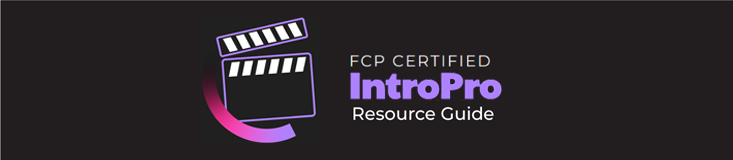 FCP CERTIFIED
IntroPro
Resource Guide